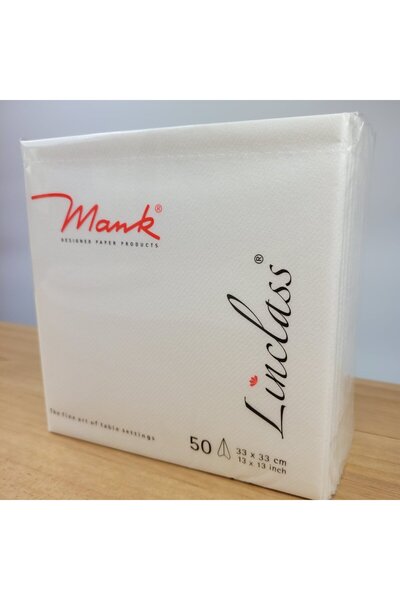 Mank®
DESIGNER PAPER PRODUCTS
Linclass®
the fine art of table settings
50
33 x 33 cm
13 x 13 inch